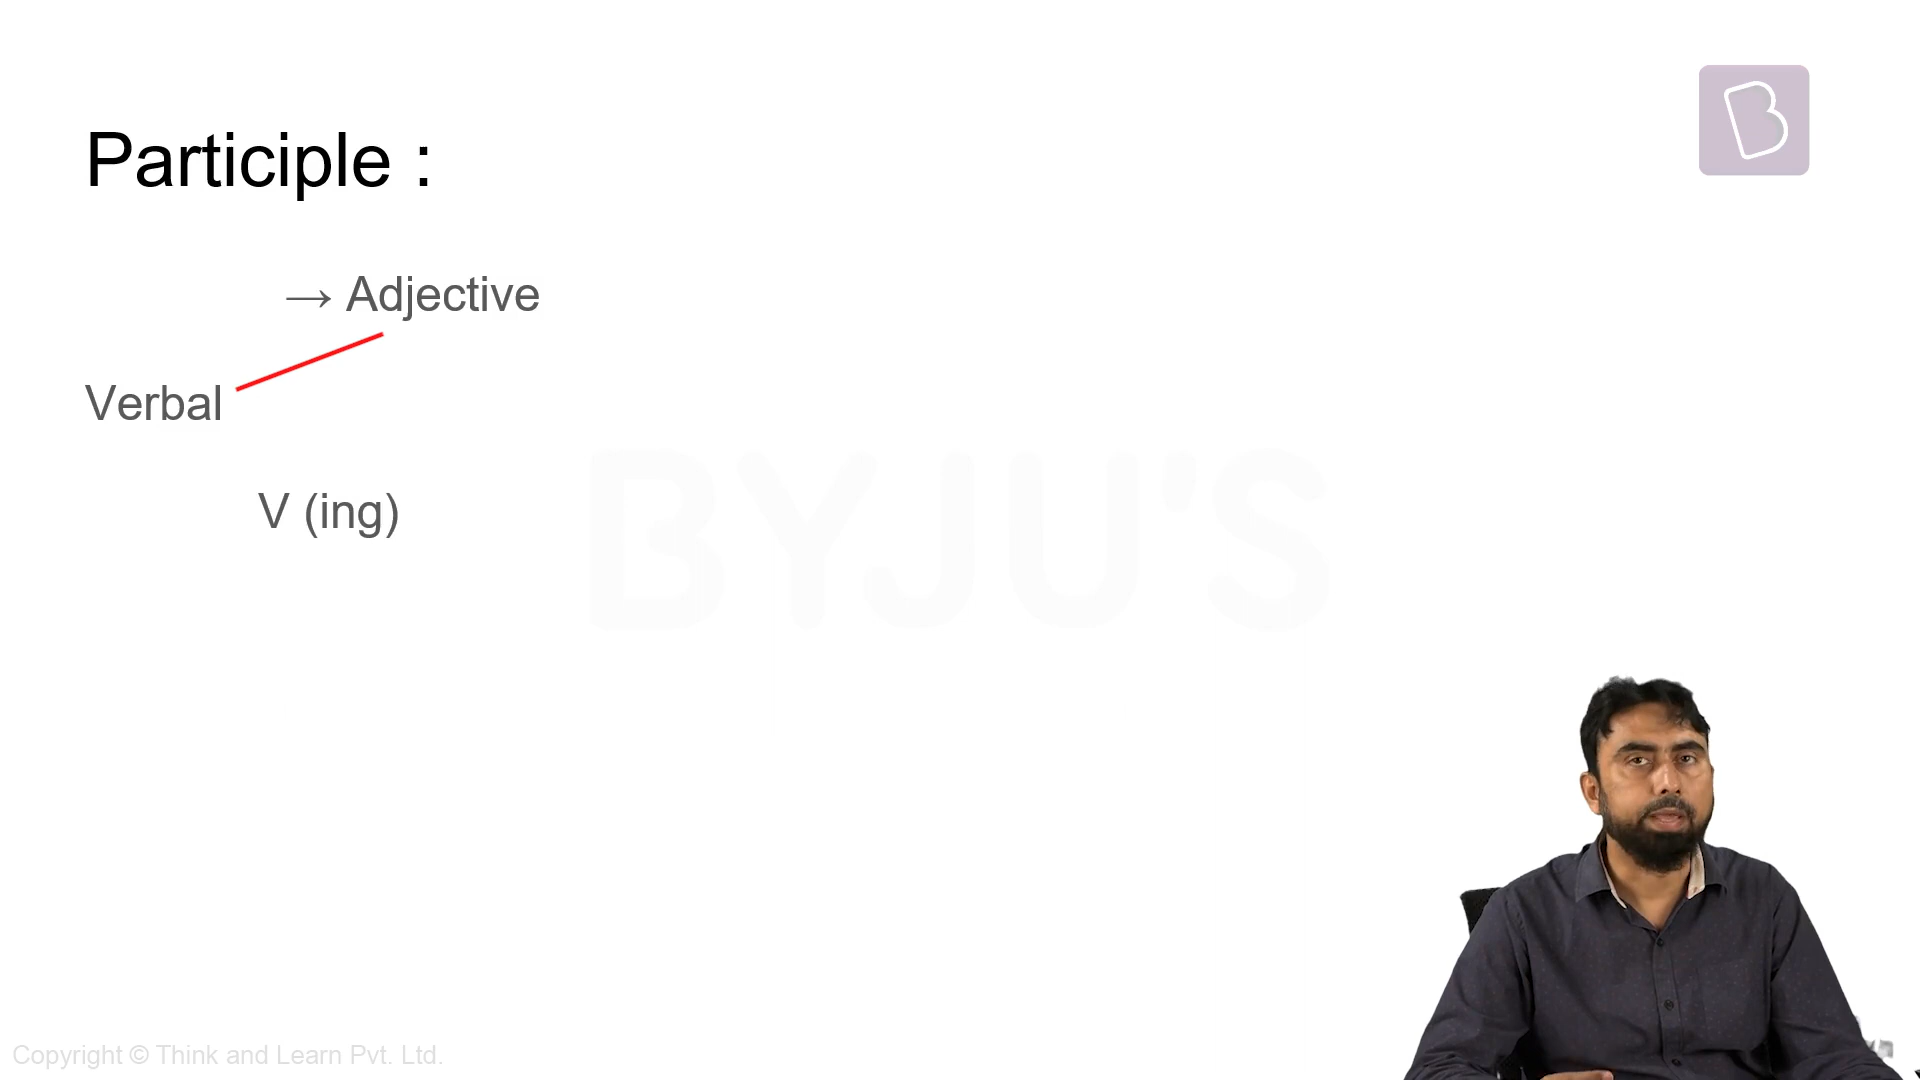 Participle :
→ Adjective
Verbal
V (ing)
BYJU'S
Copyright © Think and Learn Pvt. Ltd.